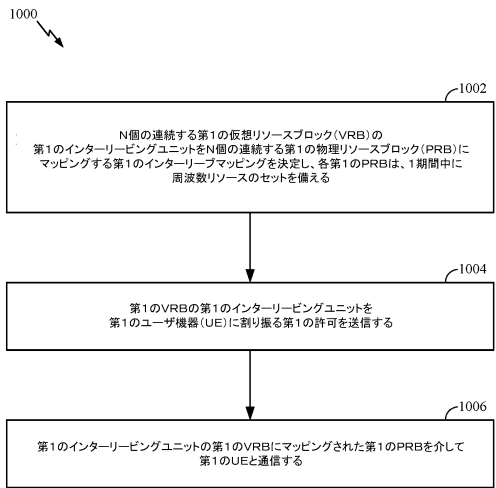 1000
1002
N個の連続する第1の仮想リソースブロック(VRB)の
第1のインターリービングユニットをN個の連続する第1の物理リソースブロック(PRB)に
マッピングする第1のインターリーブマッピングを決定し、各第1のPRBは、1期間中に
周波数リソースのセットを備える
1004
第1のVRBの第1のインターリービングユニットを
第1のユーザ機器(UE)に割り振る第1の許可を送信する
1006
第1のインターリービングユニットの第1のVRBにマッピングされた第1のPRBを介して
第1のUEと通信する